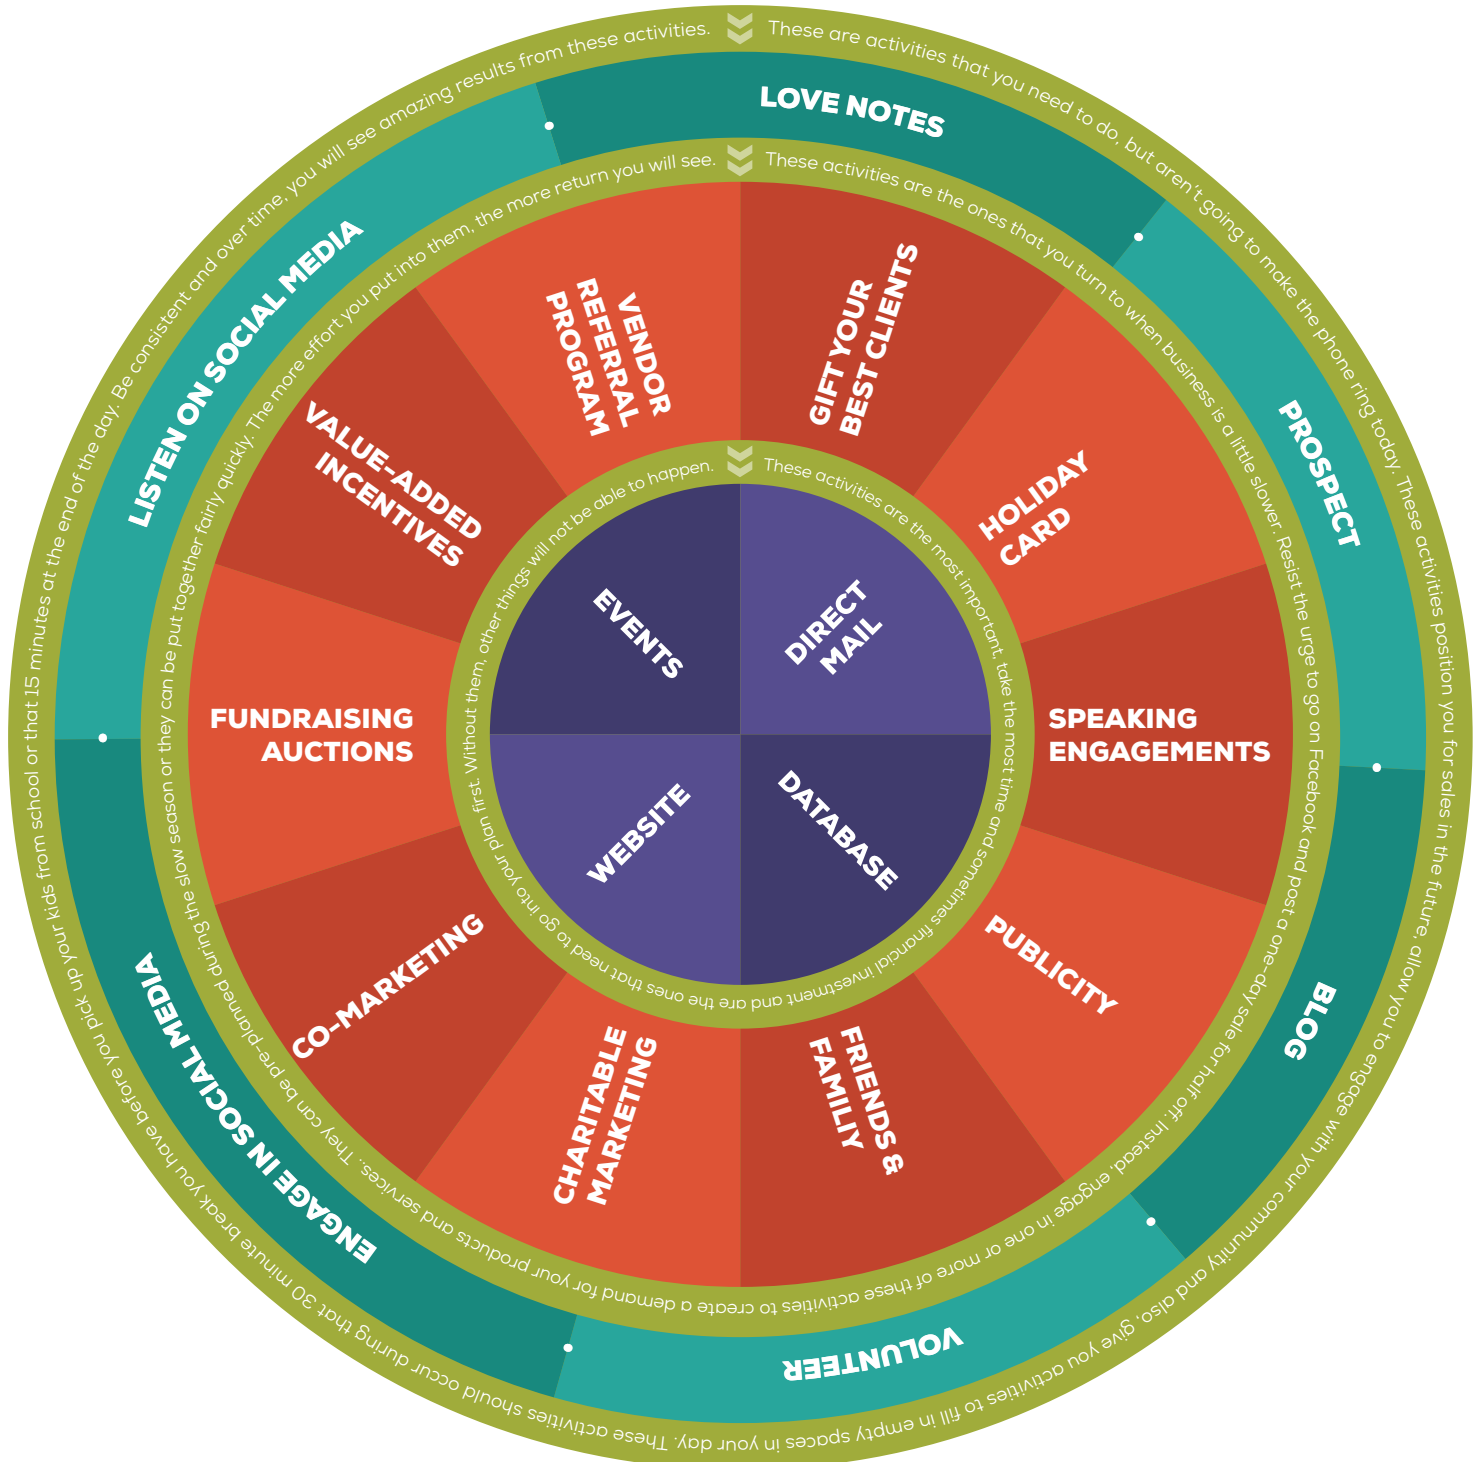 These are activities that you need to do, but aren't going to make the phone ring today. These activities position you for sales in the future, allow you to engage with your community and also, give you activities to fill in empty spaces in your day. These activities should occur during that 30 minute break you have before you pick up your kids from school or that 15 minutes at the end of the day. Be consistent and over time, you will see amazing results from these activities.
LOVE NOTES
PROSPECT
BLOG
VOLUNTEER
ENGAGE IN SOCIAL MEDIA
LISTEN ON SOCIAL MEDIA
These activities are the ones that you turn to when business is a little slower. Resist the urge to go on Facebook and post a one-day sale for half off. Instead, engage in one or more of these activities to create a demand for your products and services.. They can be pre-planned during the slow season or they can be put together fairly quickly. The more effort you put into them, the more return you will see.
GIFT YOUR
BEST CLIENTS
HOLIDAY
CARD
SPEAKING
ENGAGEMENTS
PUBLICITY
FRIENDS &
FAMILIY
CHARITABLE
MARKETING
CO-MARKETING
FUNDRAISING
AUCTIONS
VALUE-ADDED
INCENTIVES
VENDOR
REFERRAL
PROGRAM
These activities are the most important, take the most time and sometimes financial investment and are the ones that need to go into your plan first. Without them, other things will not be able to happen.
DIRECT
MAIL
DATABASE
WEBSITE
EVENTS